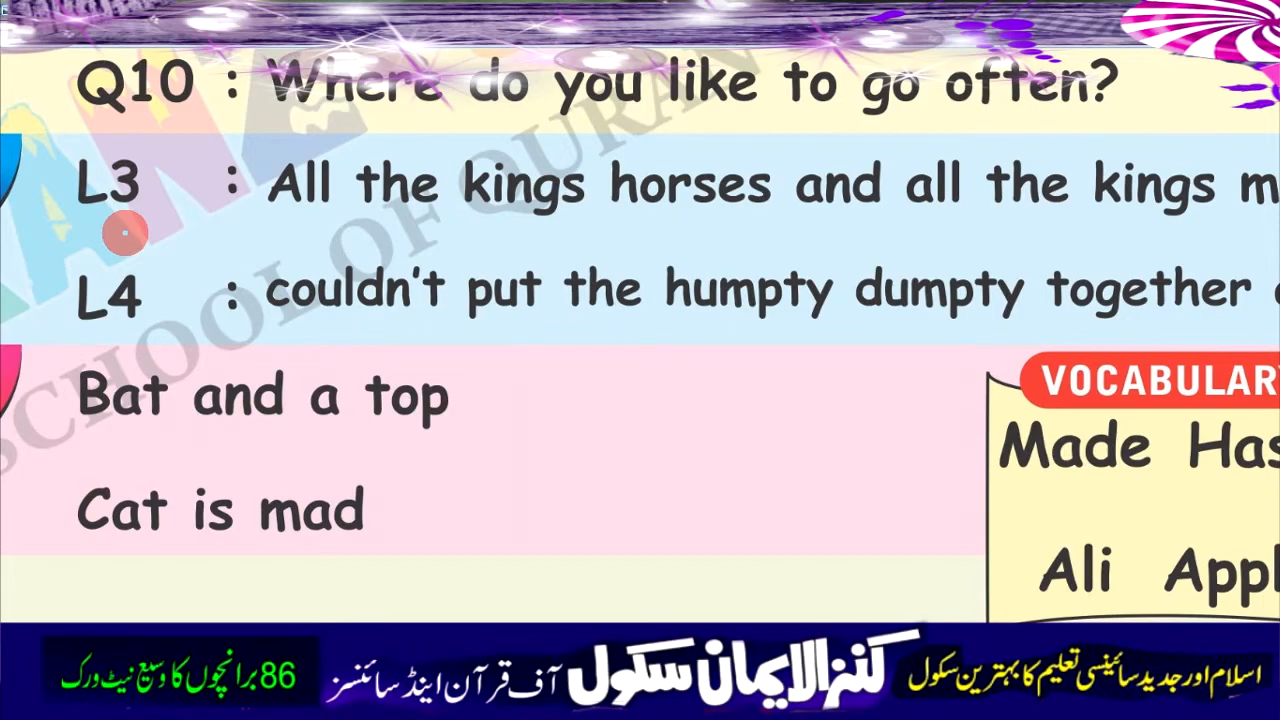 Q10 : Where do you like to go often?
L3 : All the kings horses and all the kings m
L4 : couldn't put the humpty dumpty together
Bat and a top
Cat is mad
VOCABULAR
Made Has
Ali Appl
SCHOOL OF QURAN
اسلام اور جدید سائینسی تعلیم کا بہترین سکول
کنزالایمان سکول آف قرآن اینڈ سائنسز
86 برانچوں کا وسیع نیٹ ورک